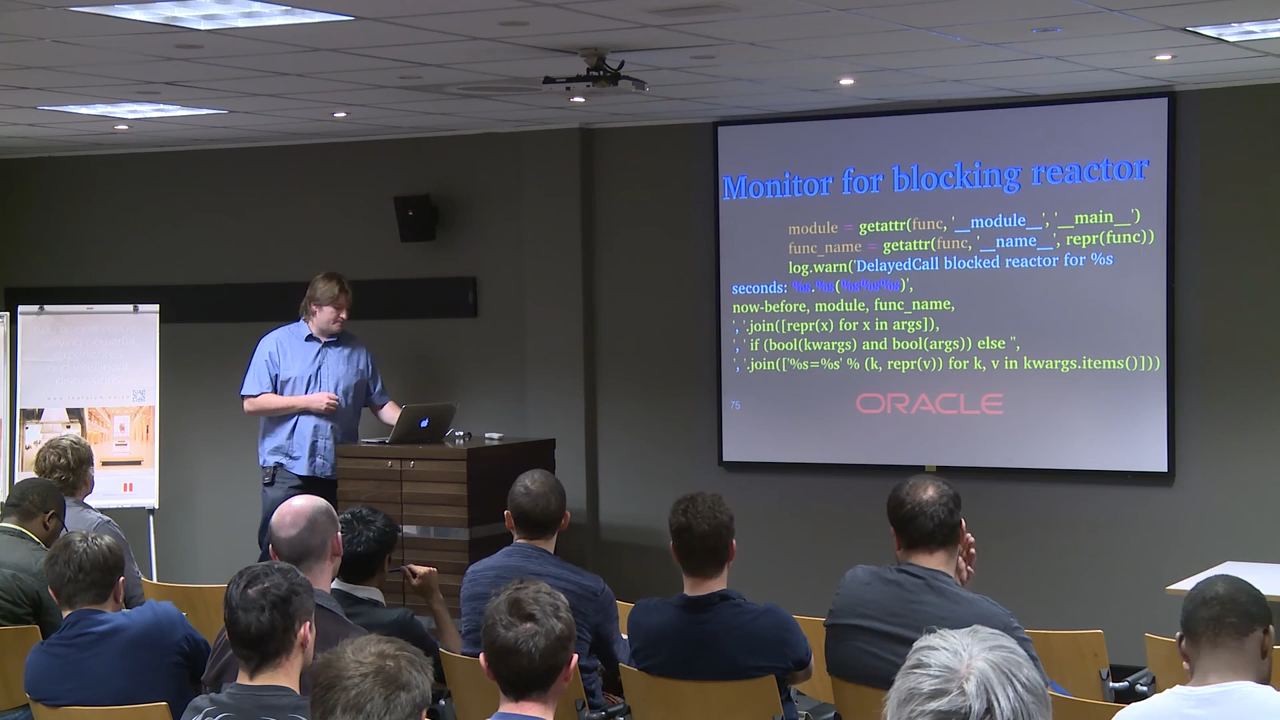 Monitor for blocking reactor
module = getattr(func, '__module__', '__main__')
func_name = getattr(func, '__name__', repr(func))
log.warn('DelayedCall blocked reactor for %s
seconds: %s.%s(%s%s%s)',
now-before, module, func_name,
', '.join([repr(x) for x in args]),
', ' if (bool(kwargs) and bool(args)) else '',
', '.join(['%s=%s' % (k, repr(v)) for k, v in kwargs.items()]))
75
ORACLE